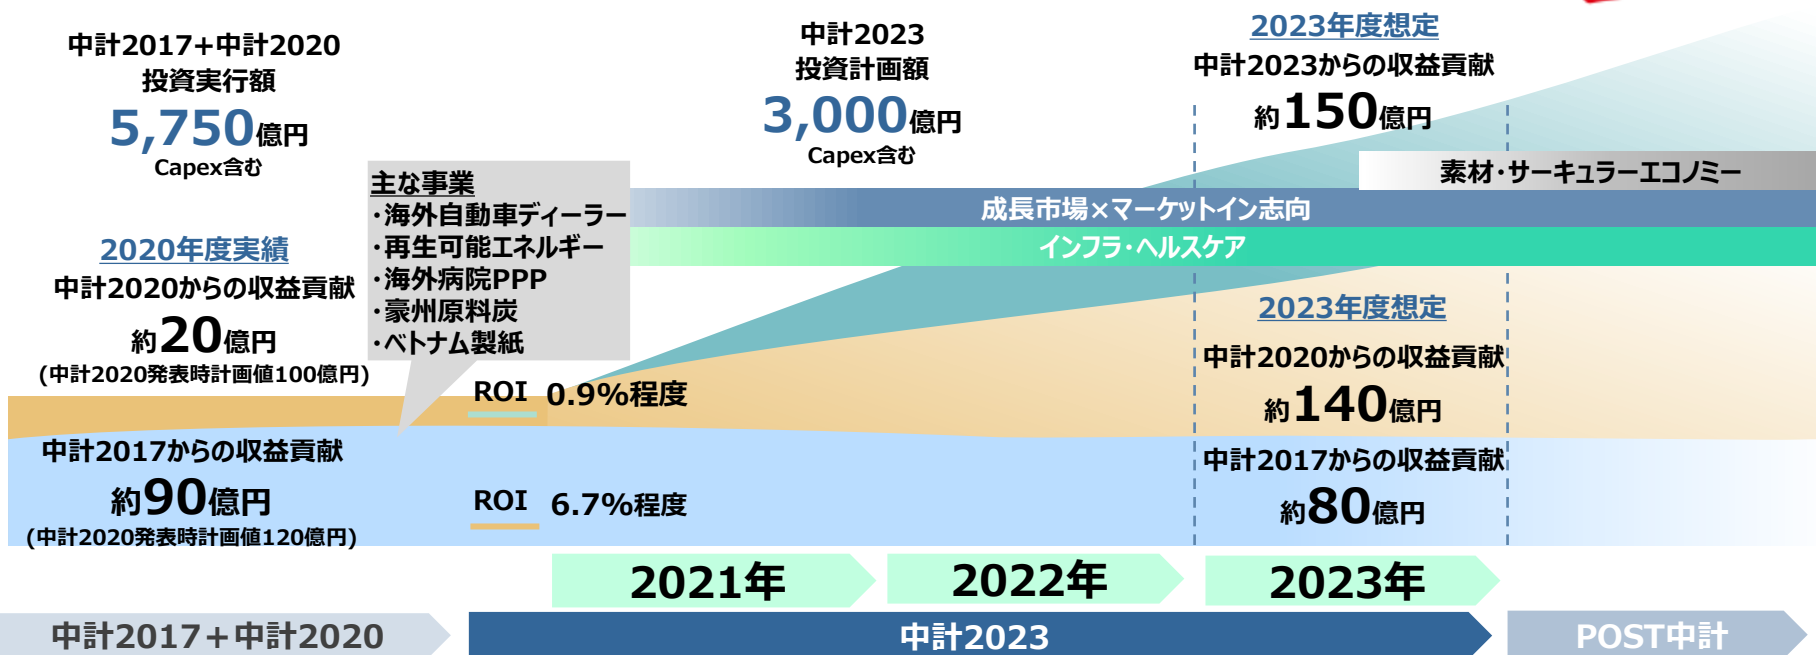 中計2017+中計2020
投資実行額
5,750億円
Capex含む
2020年度実績
中計2020からの収益貢献
約20億円
(中計2020発表時計画値100億円)
中計2017からの収益貢献
約90億円
(中計2020発表時計画値120億円)
主な事業
・海外自動車ディーラー
・再生可能エネルギー
・海外病院PPP
・豪州原料炭
・ベトナム製紙
ROI 0.9%程度
ROI 6.7%程度
中計2023
投資計画額
3,000億円
Capex含む
2023年度想定
中計2023からの収益貢献
約150億円
素材・サーキュラーエコノミー
成長市場×マーケットイン志向
インフラ・ヘルスケア
2023年度想定
中計2020からの収益貢献
約140億円
中計2017からの収益貢献
約80億円
2021年
2022年
2023年
中計2017+中計2020
中計2023
POST中計